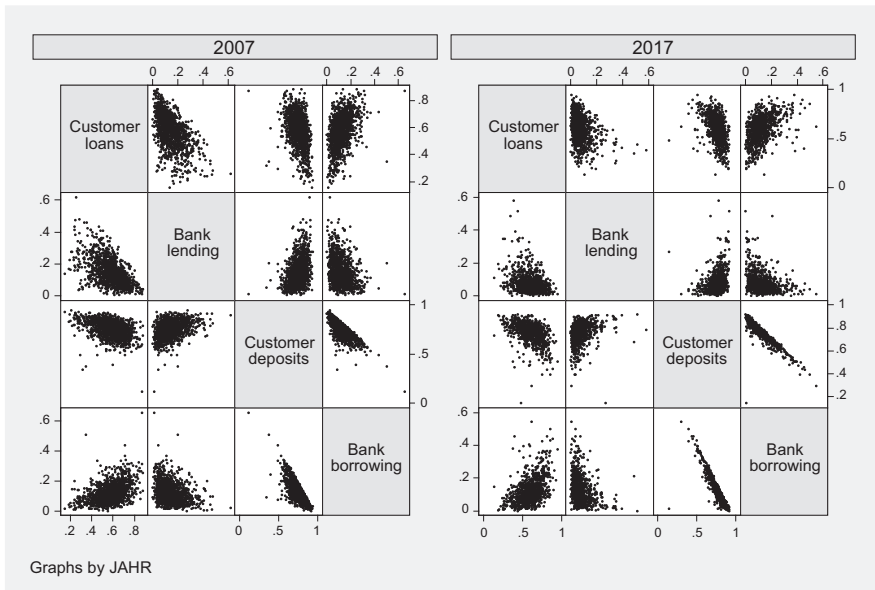 2007
2017
0 .2 .4 .6
0 .2 .4 .6
0 .2 .4 .6
0 .2 .4 .6
Customer
loans
.8
.6
.4
.2
Customer
loans
1
.5
0
.6
.4
.2
0
Bank
lending
.6
.4
.2
0
Bank
lending
Customer
deposits
1
.5
0
Customer
deposits
1
.8
.6
.4
.2
.6
.4
.2
0
Bank
borrowing
.6
.4
.2
0
Bank
borrowing
.2 .4 .6 .8
0 .5 1
0 .5 1
0 .5 1
Graphs by JAHR